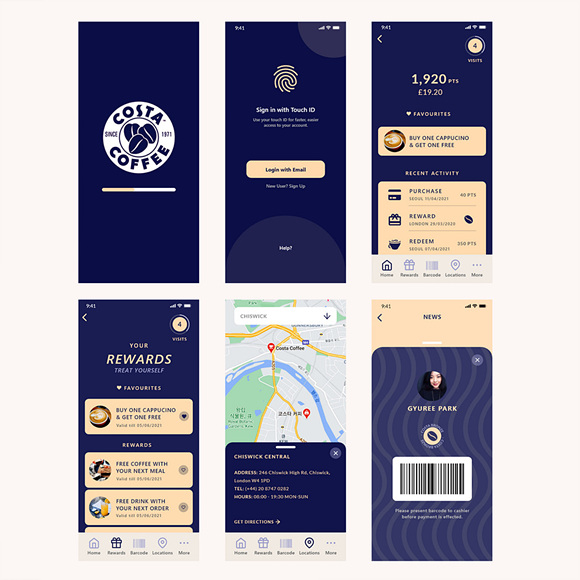 COSTA
SINCE 1971
COFFEE
9:41
Sign in with Touch ID
Use your touch ID for faster, easier
access to your account.
Login with Email
New User? Sign Up
Help?
9:41
4
VISITS
1,920 PTS
£19.20
FAVOURITES
BUY ONE CAPPUCINO
& GET ONE FREE
RECENT ACTIVITY
PURCHASE
SEOUL 15/04/2021
40 PTS
REWARD
LONDON 29/03/2020
REDEEM
SEOUL 07/04/2021
350 PTS
Home Rewards Barcode Locations More
9:41
4
VISITS
YOUR
REWARDS
TREAT YOURSELF
FAVOURITES
BUY ONE CAPPUCINO
& GET ONE FREE
Valid till 05/06/2021
REWARDS
FREE COFFEE WITH
YOUR NEXT MEAL
Valid till 05/06/2021
FREE DRINK WITH
YOUR NEXT ORDER
Valid till 05/06/2021
Home Rewards Barcode Locations More
CHISWICK
Costa Coffee
코스타 커피
CHISWICK CENTRAL
ADDRESS: 246 Chiswick High Rd, Chiswick,
London W4 1PD
TEL: (+44) 20 8747 0282
HOURS: 08:00 - 19:30 MON-SUN
GET DIRECTIONS
Home Rewards Barcode Locations More
9:41
NEWS
GYUREE PARK
Please present barcode to cashier
before payment is effected.